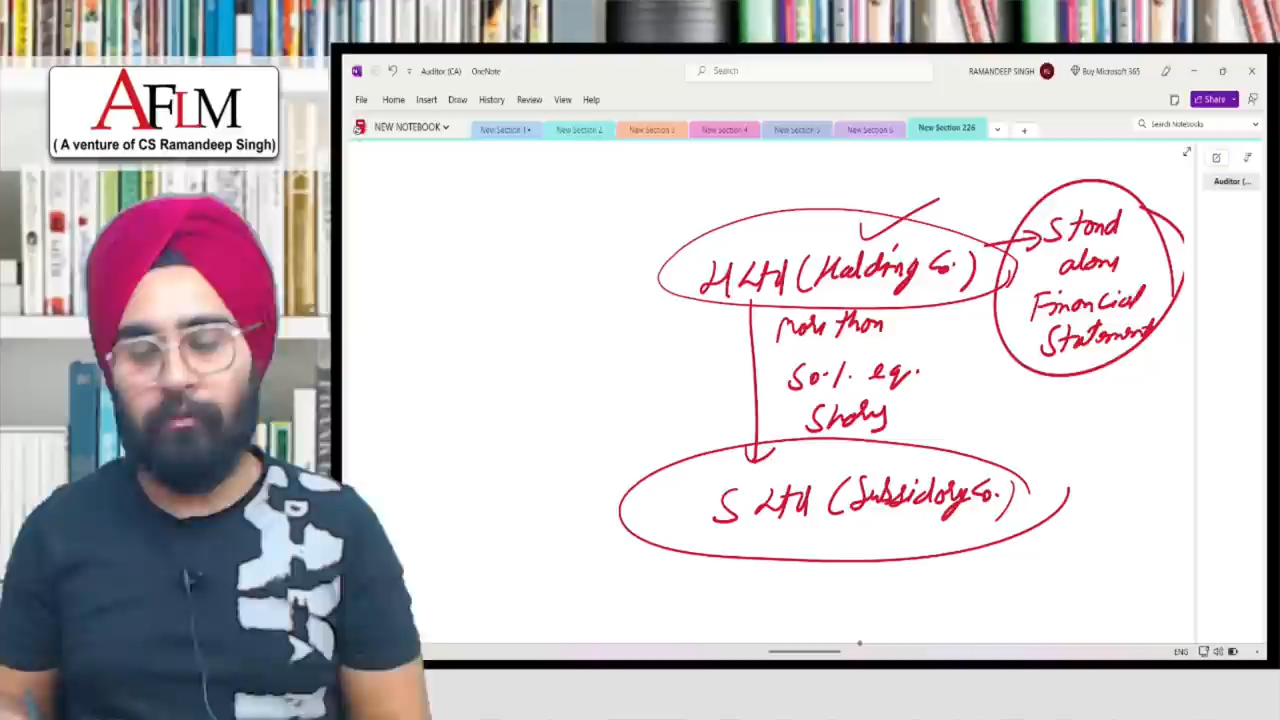 AFLM
( A venture of CS Ramandeep Singh)
Auditor (CA) OneNote
Search
RAMANDEEP SINGH
Buy Microsoft 365
File Home Insert Draw History Review View Help
Share
NEW NOTEBOOK
New Section 1
New Section 2
New Section 3
New Section 4
New Section 5
New Section 6
New Section 226
+
Search Notebooks
Auditor (...
H Ltd (Holding Co.)
Stand
alone
Financial
Statement
more than
50% eq.
Shares
S Ltd (Subsidiary Co.)
ENG